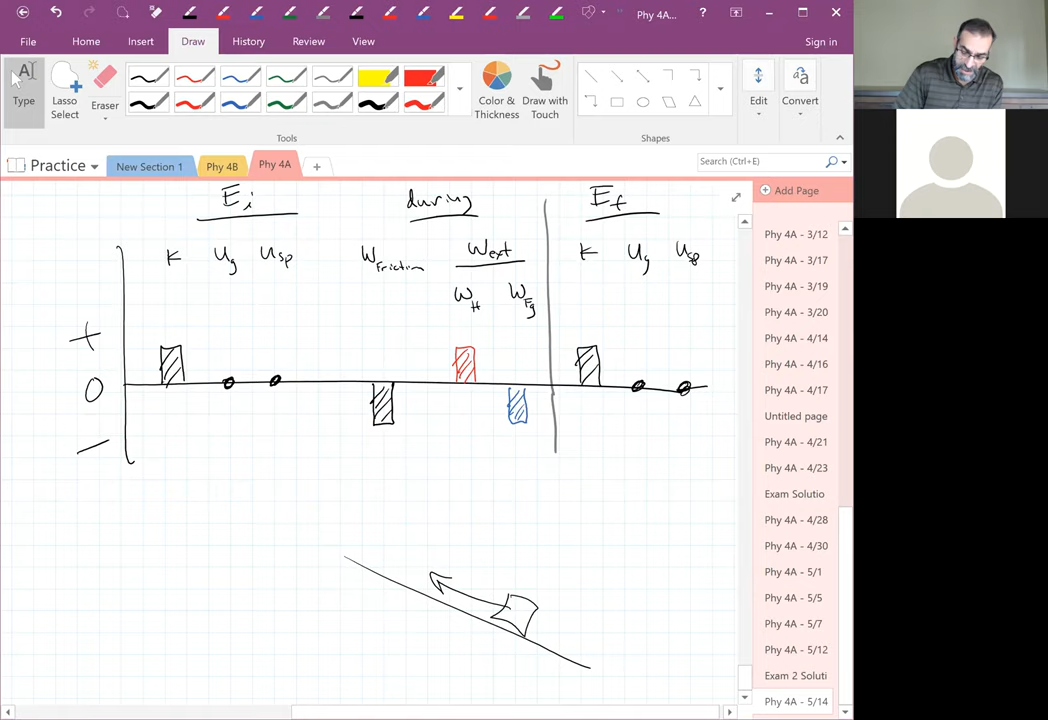 Phy 4A...
?
File
Home
Insert
Draw
History
Review
View
Sign in
Type
Lasso Select
Eraser
Color & Thickness
Draw with Touch
Edit
Convert
Tools
Shapes
Practice
New Section 1
Phy 4B
Phy 4A
+
Search (Ctrl+E)
Add Page
Phy 4A - 3/12
Phy 4A - 3/17
Phy 4A - 3/19
Phy 4A - 3/20
Phy 4A - 4/14
Phy 4A - 4/16
Phy 4A - 4/17
Untitled page
Phy 4A - 4/21
Phy 4A - 4/23
Exam Solutio
Phy 4A - 4/28
Phy 4A - 4/30
Phy 4A - 5/1
Phy 4A - 5/5
Phy 4A - 5/7
Phy 4A - 5/12
Exam 2 Soluti
Phy 4A - 5/14
Ei during Ef
K Ug Usp Wfriction Wext K Ug Usp
WH WFg
+
0
−